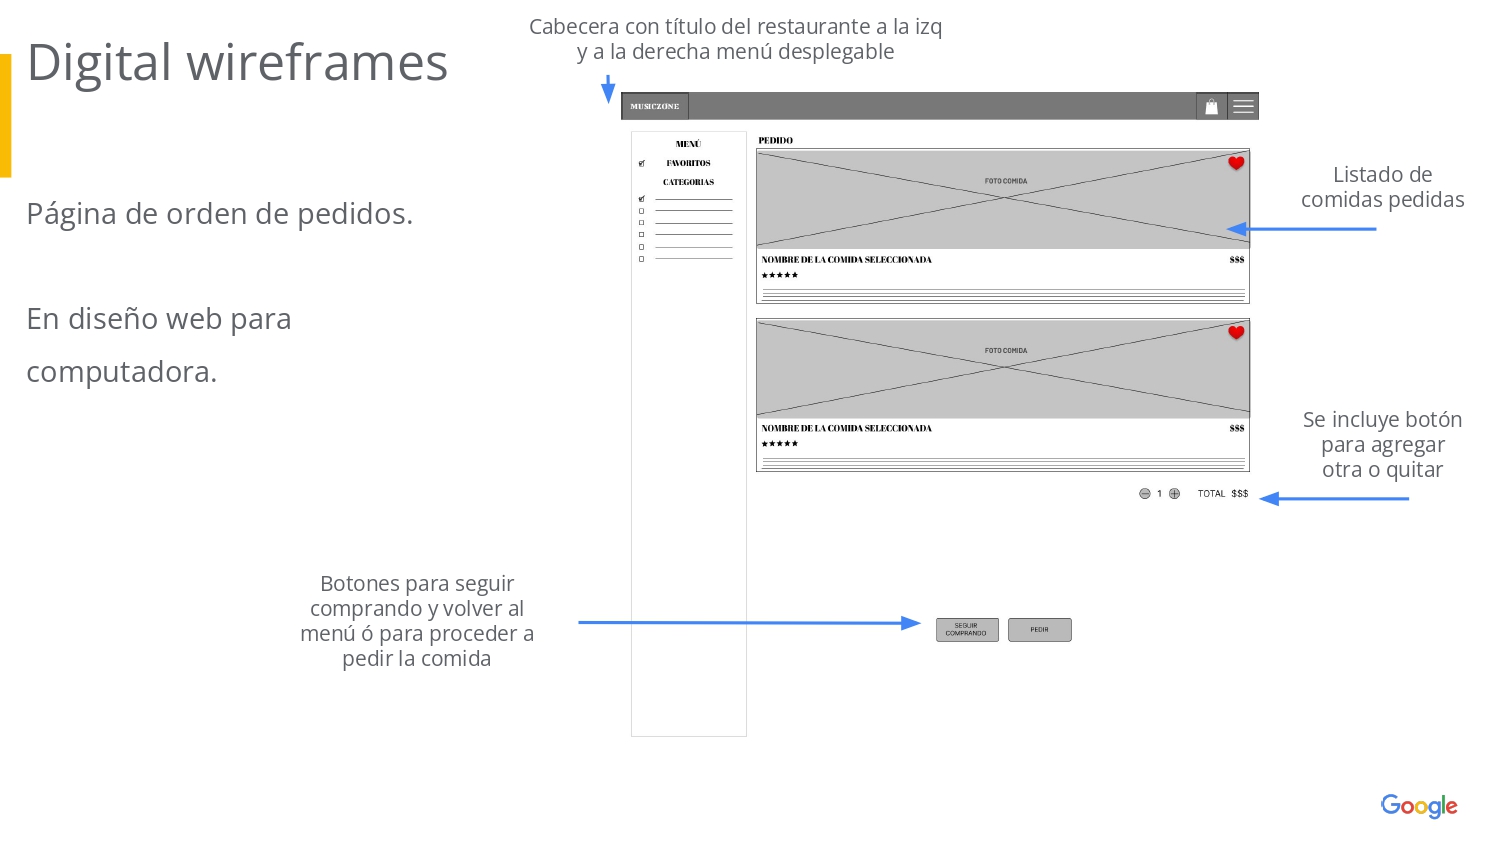 Digital wireframes
Página de orden de pedidos.
En diseño web para
computadora.
Cabecera con título del restaurante a la izq
y a la derecha menú desplegable
MUSICZONE
MENÚ
FAVORITOS
CATEGORIAS
PEDIDO
FOTO COMIDA
NOMBRE DE LA COMIDA SELECCIONADA $$$
FOTO COMIDA
NOMBRE DE LA COMIDA SELECCIONADA $$$
1 TOTAL $$$
SEGUIR
COMPRANDO
PEDIR
Listado de
comidas pedidas
Se incluye botón
para agregar
otra o quitar
Botones para seguir
comprando y volver al
menú ó para proceder a
pedir la comida
Google